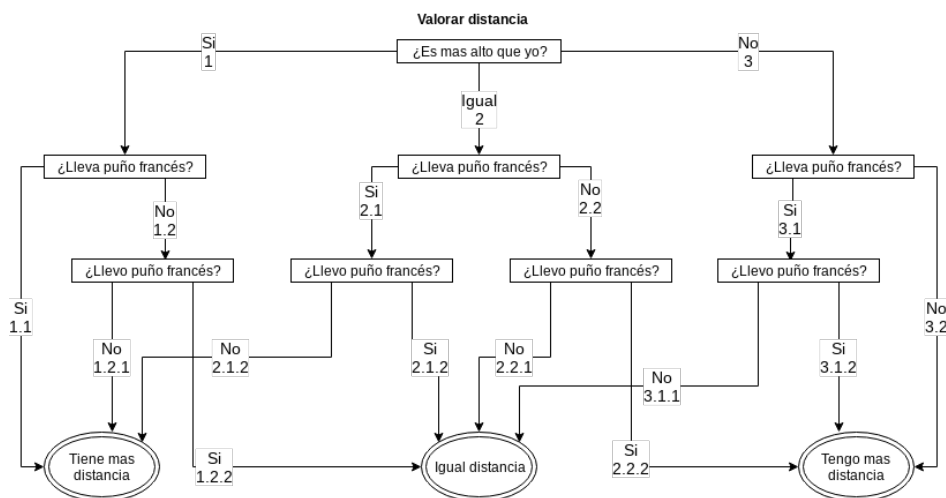 Valorar distancia
¿Es mas alto que yo?
Si
1
Igual
2
No
3
¿Lleva puño francés?
¿Lleva puño francés?
¿Lleva puño francés?
No
1.2
Si
2.1
No
2.2
Si
3.1
¿Llevo puño francés?
¿Llevo puño francés?
¿Llevo puño francés?
¿Llevo puño francés?
Si
1.1
No
1.2.1
No
2.1.2
Si
2.1.2
No
2.2.1
No
3.1.1
Si
3.1.2
No
3.2
Si
1.2.2
Si
2.2.2
Tiene mas
distancia
Igual distancia
Tengo mas
distancia